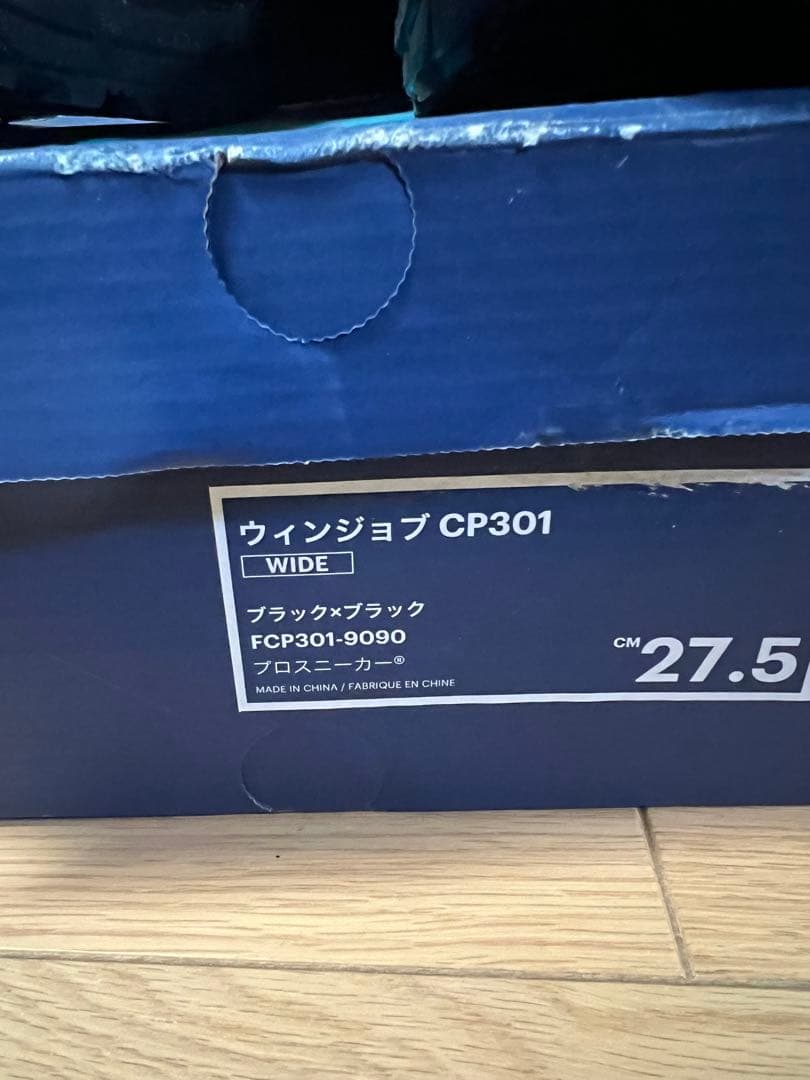 ウィンジョブ CP301
WIDE
ブラック×ブラック
FCP301-9090
プロスニーカー®
MADE IN CHINA / FABRIQUE EN CHINE
CM 27.5